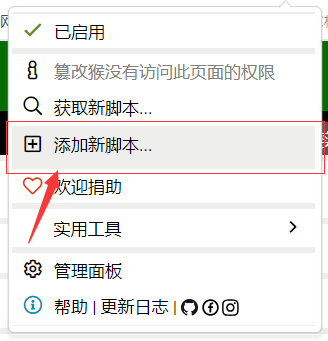 已启用
篡改猴没有访问此页面的权限
获取新脚本...
添加新脚本...
欢迎捐助
实用工具
管理面板
帮助 | 更新日志 |